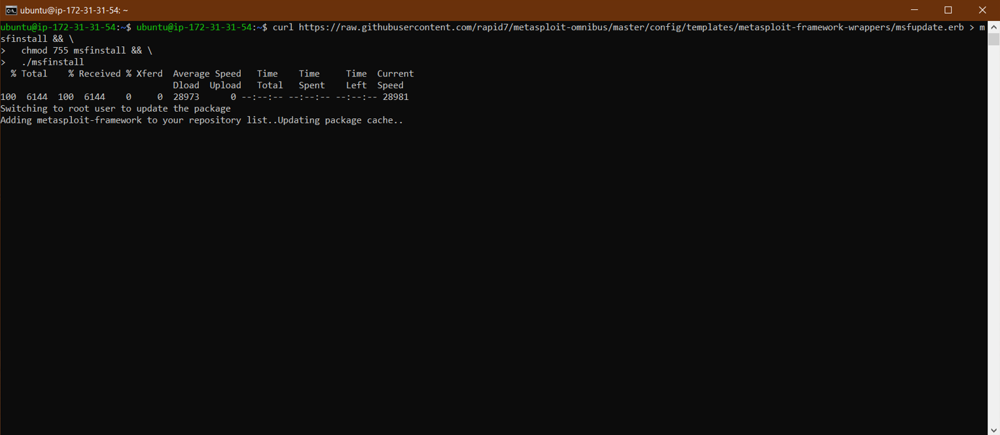 ubuntu@ip-172-31-31-54: ~
ubuntu@ip-172-31-31-54:~$ ubuntu@ip-172-31-31-54:~$ curl https://raw.githubusercontent.com/rapid7/metasploit-omnibus/master/config/templates/metasploit-framework-wrappers/msfupdate.erb > m
sfinstall && \
>   chmod 755 msfinstall && \
>   ./msfinstall
  % Total    % Received % Xferd  Average Speed   Time    Time     Time  Current
                                 Dload  Upload   Total   Spent    Left  Speed
100  6144  100  6144    0     0  28973      0 --:--:-- --:--:-- --:--:-- 28981
Switching to root user to update the package
Adding metasploit-framework to your repository list..Updating package cache..